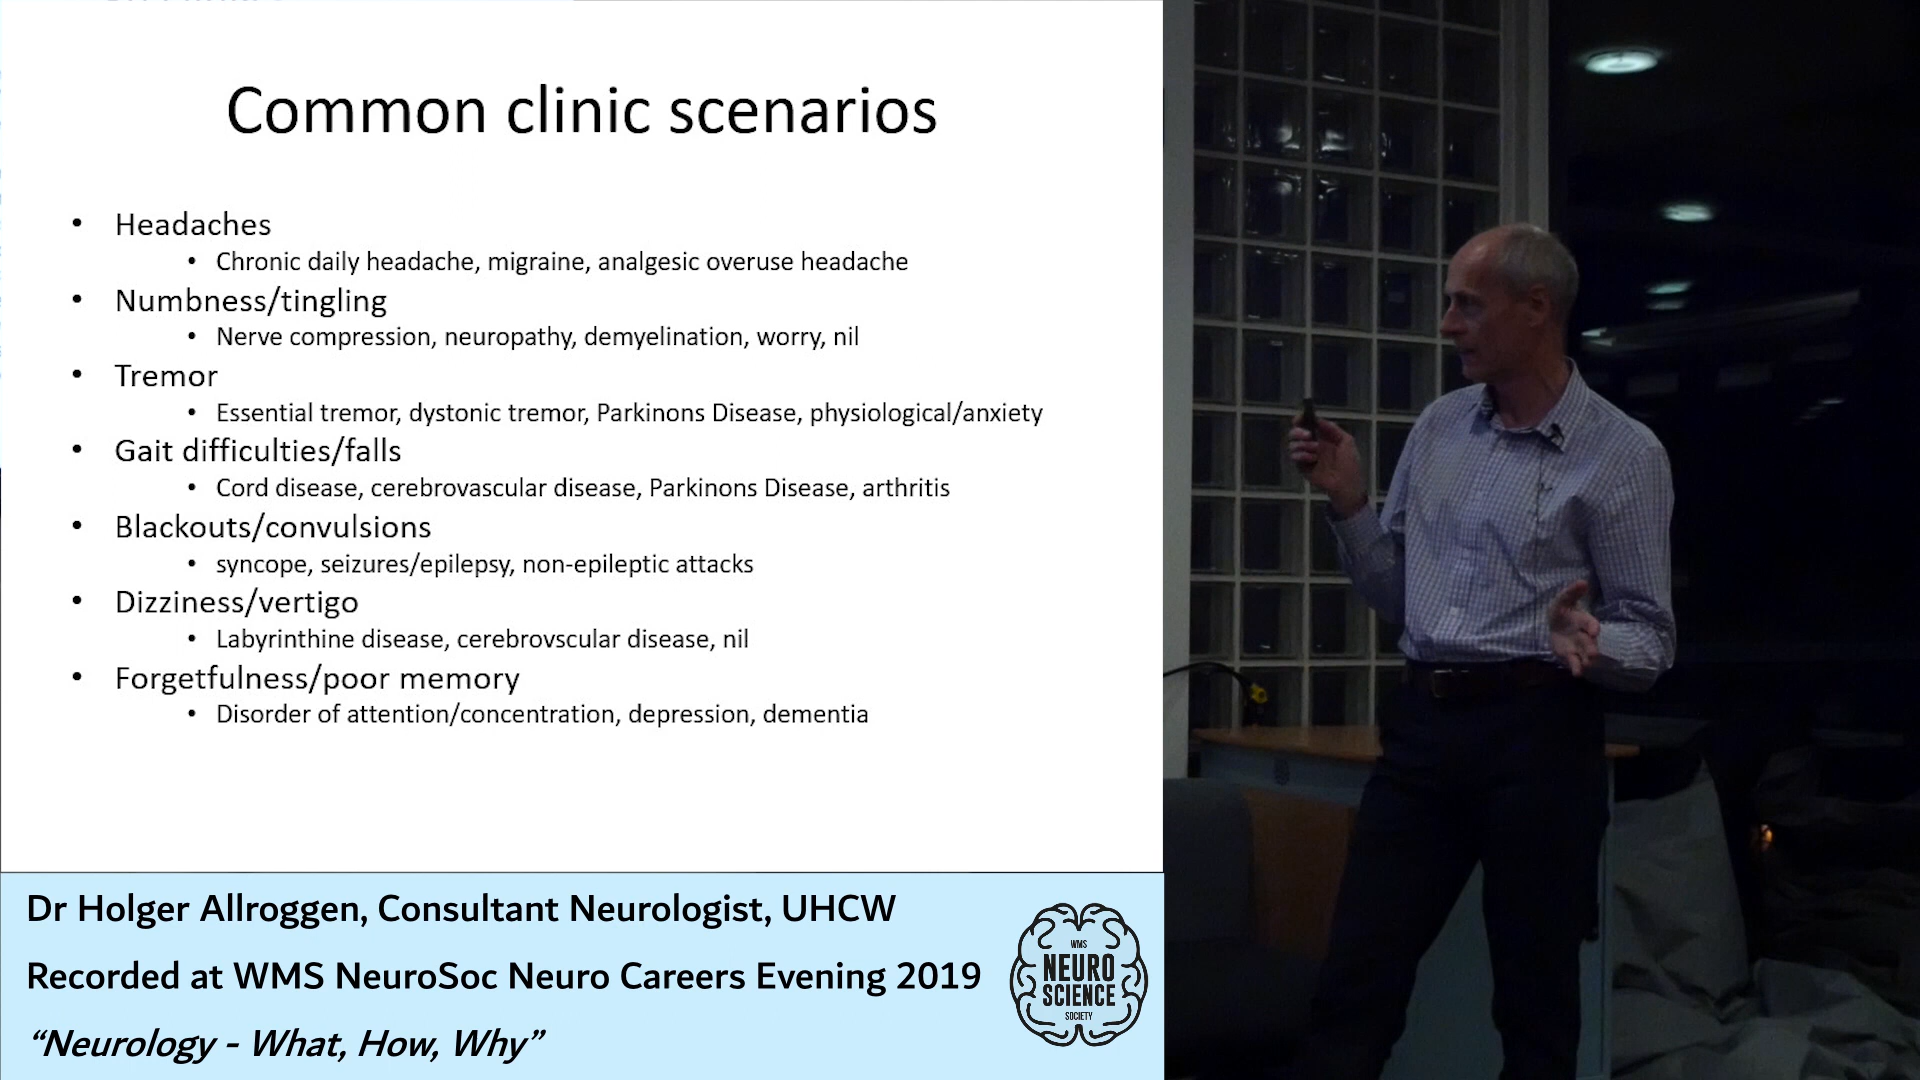 Common clinic scenarios
• Headaches
• Chronic daily headache, migraine, analgesic overuse headache
• Numbness/tingling
• Nerve compression, neuropathy, demyelination, worry, nil
• Tremor
• Essential tremor, dystonic tremor, Parkinons Disease, physiological/anxiety
• Gait difficulties/falls
• Cord disease, cerebrovascular disease, Parkinons Disease, arthritis
• Blackouts/convulsions
• syncope, seizures/epilepsy, non-epileptic attacks
• Dizziness/vertigo
• Labyrinthine disease, cerebrovscular disease, nil
• Forgetfulness/poor memory
• Disorder of attention/concentration, depression, dementia
Dr Holger Allroggen, Consultant Neurologist, UHCW
Recorded at WMS NeuroSoc Neuro Careers Evening 2019
“Neurology - What, How, Why”
WMS
NEURO
SCIENCE
SOCIETY